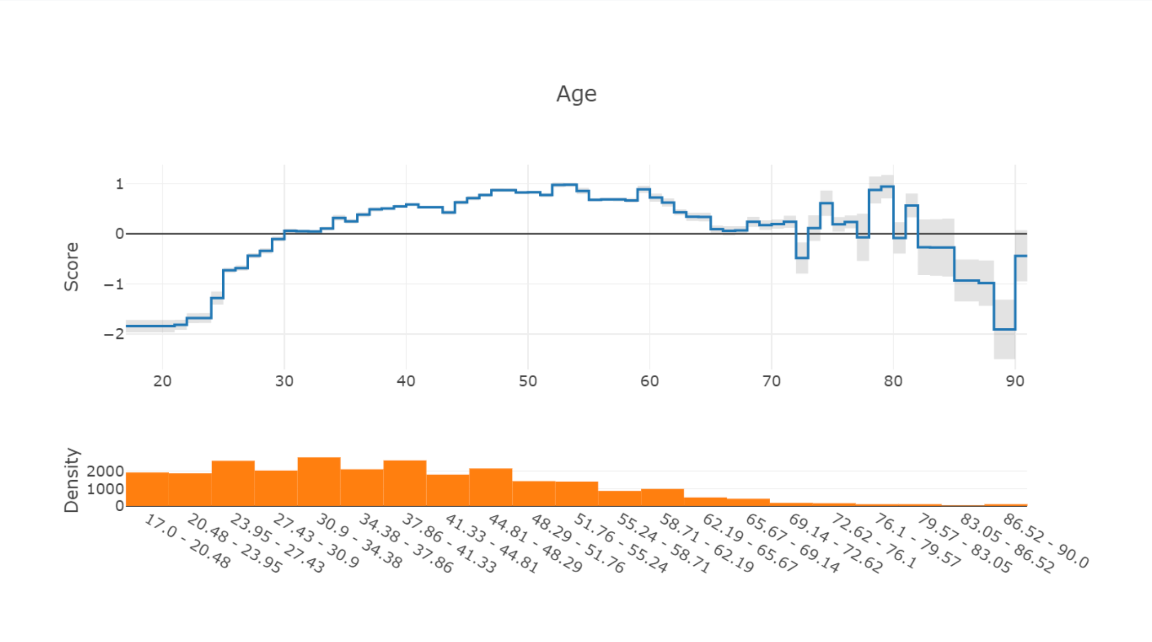 Age
Score
1
0
−1
−2
20 30 40 50 60 70 80 90
Density
2000
1000
0
17.0 - 20.48
20.48 - 23.95
23.95 - 27.43
27.43 - 30.9
30.9 - 34.38
34.38 - 37.86
37.86 - 41.33
41.33 - 44.81
44.81 - 48.29
48.29 - 51.76
51.76 - 55.24
55.24 - 58.71
58.71 - 62.19
62.19 - 65.67
65.67 - 69.14
69.14 - 72.62
72.62 - 76.1
76.1 - 79.57
79.57 - 83.05
83.05 - 86.52
86.52 - 90.0